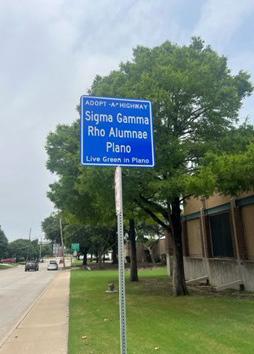 ADOPT-A-HIGHWAY
Sigma Gamma
Rho Alumnae
Plano
Live Green in Plano